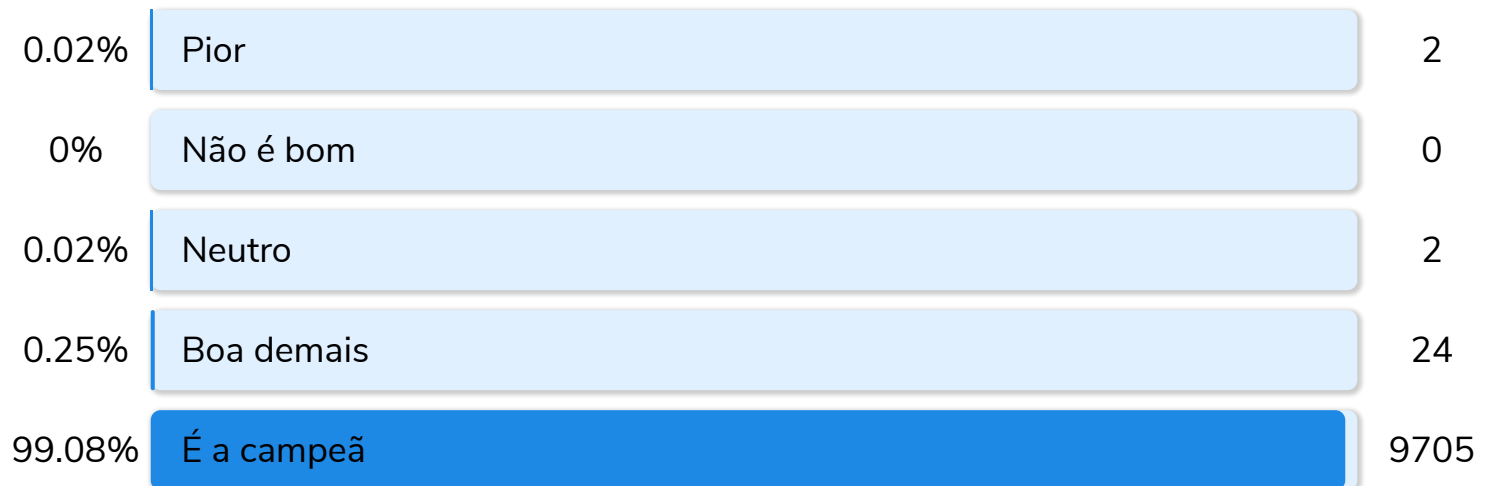 0.02% Pior 2
0% Não é bom 0
0.02% Neutro 2
0.25% Boa demais 24
99.08% É a campeã 9705